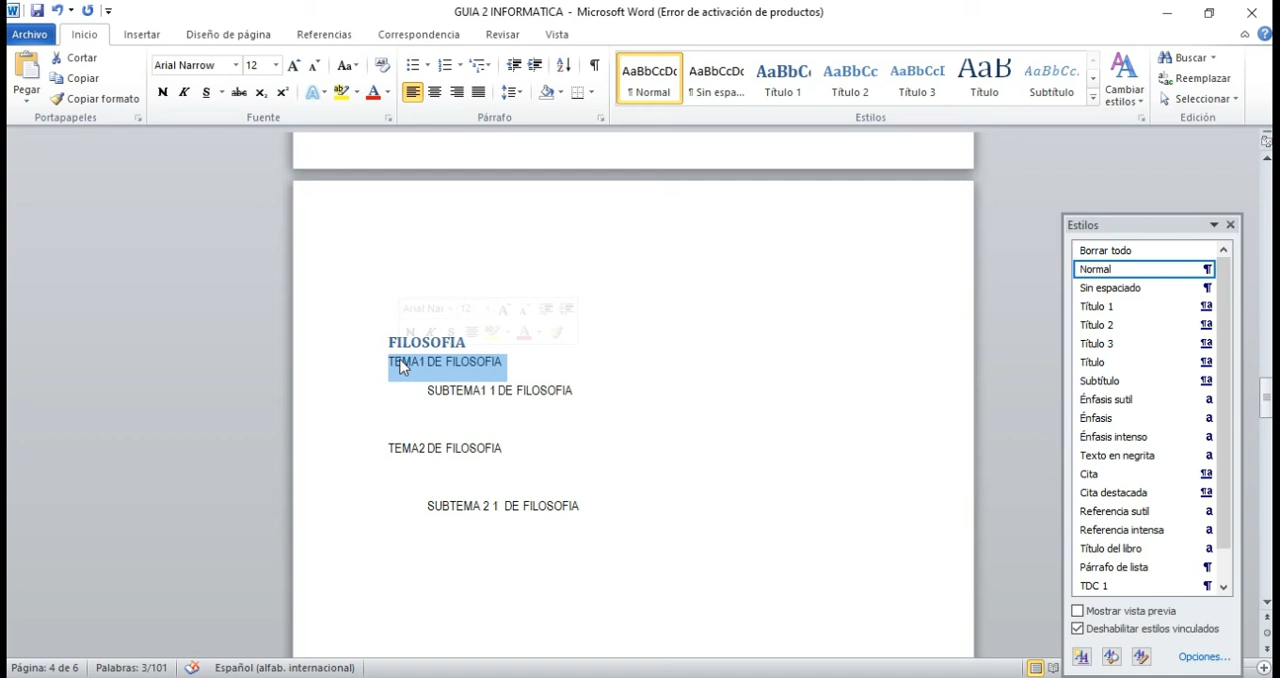 GUIA 2 INFORMATICA - Microsoft Word (Error de activación de productos)
Archivo Inicio Insertar Diseño de página Referencias Correspondencia Revisar Vista
Pegar
Cortar
Copiar
Copiar formato
Portapapeles
Arial Narrow 12
Fuente
Párrafo
AaBbCcDc AaBbCcDc AaBbC AaBbCc AaBbCcI AaB AaBbCc.
¶ Normal ¶ Sin espa... Título 1 Título 2 Título 3 Título Subtítulo
Cambiar estilos
Estilos
Buscar
Reemplazar
Seleccionar
Edición
Arial Nar 12
FILOSOFIA
TEMA1 DE FILOSOFIA
SUBTEMA1 1 DE FILOSOFIA
TEMA2 DE FILOSOFIA
SUBTEMA 2 1 DE FILOSOFIA
Estilos
Borrar todo
Normal
Sin espaciado
Título 1
Título 2
Título 3
Título
Subtítulo
Énfasis sutil
Énfasis
Énfasis intenso
Texto en negrita
Cita
Cita destacada
Referencia sutil
Referencia intensa
Título del libro
Párrafo de lista
TDC 1
Mostrar vista previa
Deshabilitar estilos vinculados
Opciones...
Página: 4 de 6 Palabras: 3/101 Español (alfab. internacional)